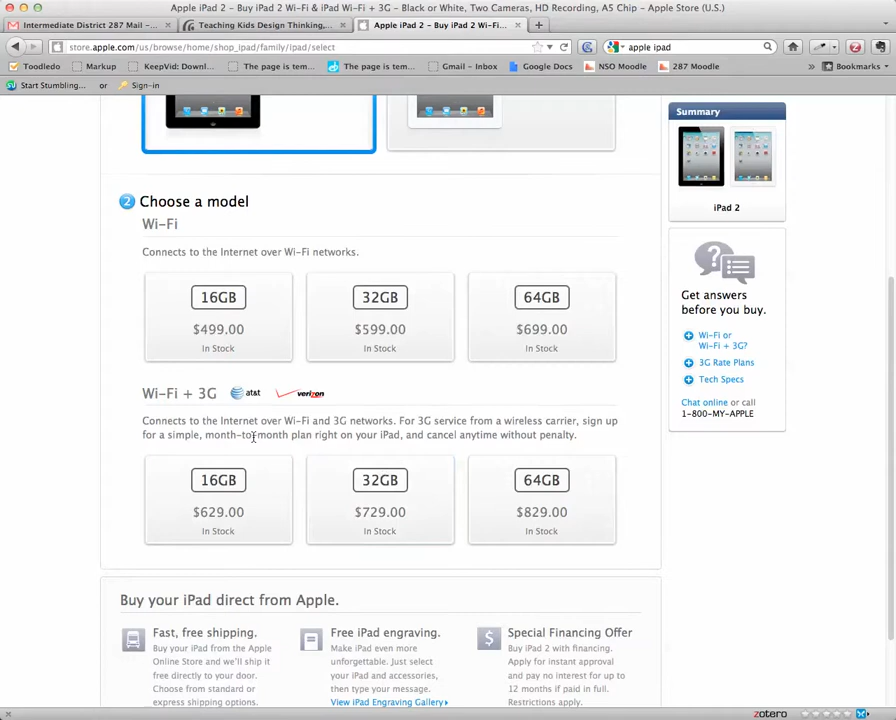 Apple iPad 2 - Buy iPad 2 Wi-Fi & iPad Wi-Fi + 3G - Black or White, Two Cameras, HD Recording, A5 Chip - Apple Store (U.S.)
Intermediate District 287 Mail -...
Teaching Kids Design Thinking,...
Apple iPad 2 - Buy iPad 2 Wi-Fi...
store.apple.com/us/browse/home/shop_ipad/family/ipad/select
apple ipad
Toodledo
Markup
KeepVid: Downl...
The page is tem...
The page is tem...
Gmail - Inbox
Google Docs
NSO Moodle
287 Moodle
»
Bookmarks
Start Stumbling...
or
Sign-in
Summary
iPad 2
2 Choose a model
Wi-Fi
Connects to the Internet over Wi-Fi networks.
16GB
$499.00
In Stock
32GB
$599.00
In Stock
64GB
$699.00
In Stock
Wi-Fi + 3G
at&t
verizon
Connects to the Internet over Wi-Fi and 3G networks. For 3G service from a wireless carrier, sign up
for a simple, month-to-month plan right on your iPad, and cancel anytime without penalty.
16GB
$629.00
In Stock
32GB
$729.00
In Stock
64GB
$829.00
In Stock
Get answers
before you buy.
Wi-Fi or
Wi-Fi + 3G?
3G Rate Plans
Tech Specs
Chat online or call
1-800-MY-APPLE
Buy your iPad direct from Apple.
Fast, free shipping.
Buy your iPad from the Apple
Online Store and we'll ship it
free directly to your door.
Choose from standard or
express shipping options.
Free iPad engraving.
Make iPad even more
unforgettable. Just select
your iPad and accessories,
then type your message.
View iPad Engraving Gallery
$
Special Financing Offer
Buy iPad 2 with financing.
Apply for instant approval
and pay no interest for up to
12 months if paid in full.
Restrictions apply.
zotero